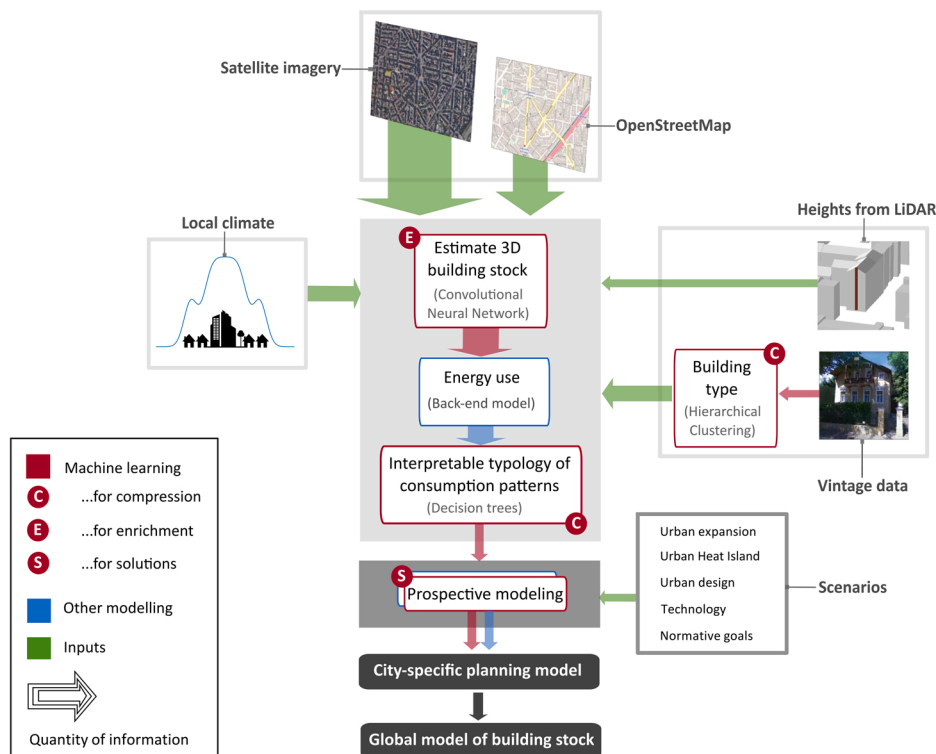 Satellite imagery
OpenStreetMap
Local climate
Heights from LiDAR
E
Estimate 3D
building stock
(Convolutional
Neural Network)
Energy use
(Back-end model)
C
Building
type
(Hierarchical
Clustering)
Vintage data
Interpretable typology of
consumption patterns
(Decision trees)
C
S
Prospective modeling
Urban expansion
Urban Heat Island
Urban design
Technology
Normative goals
Scenarios
City-specific planning model
Global model of building stock
Machine learning
C ...for compression
E ...for enrichment
S ...for solutions
Other modelling
Inputs
Quantity of information